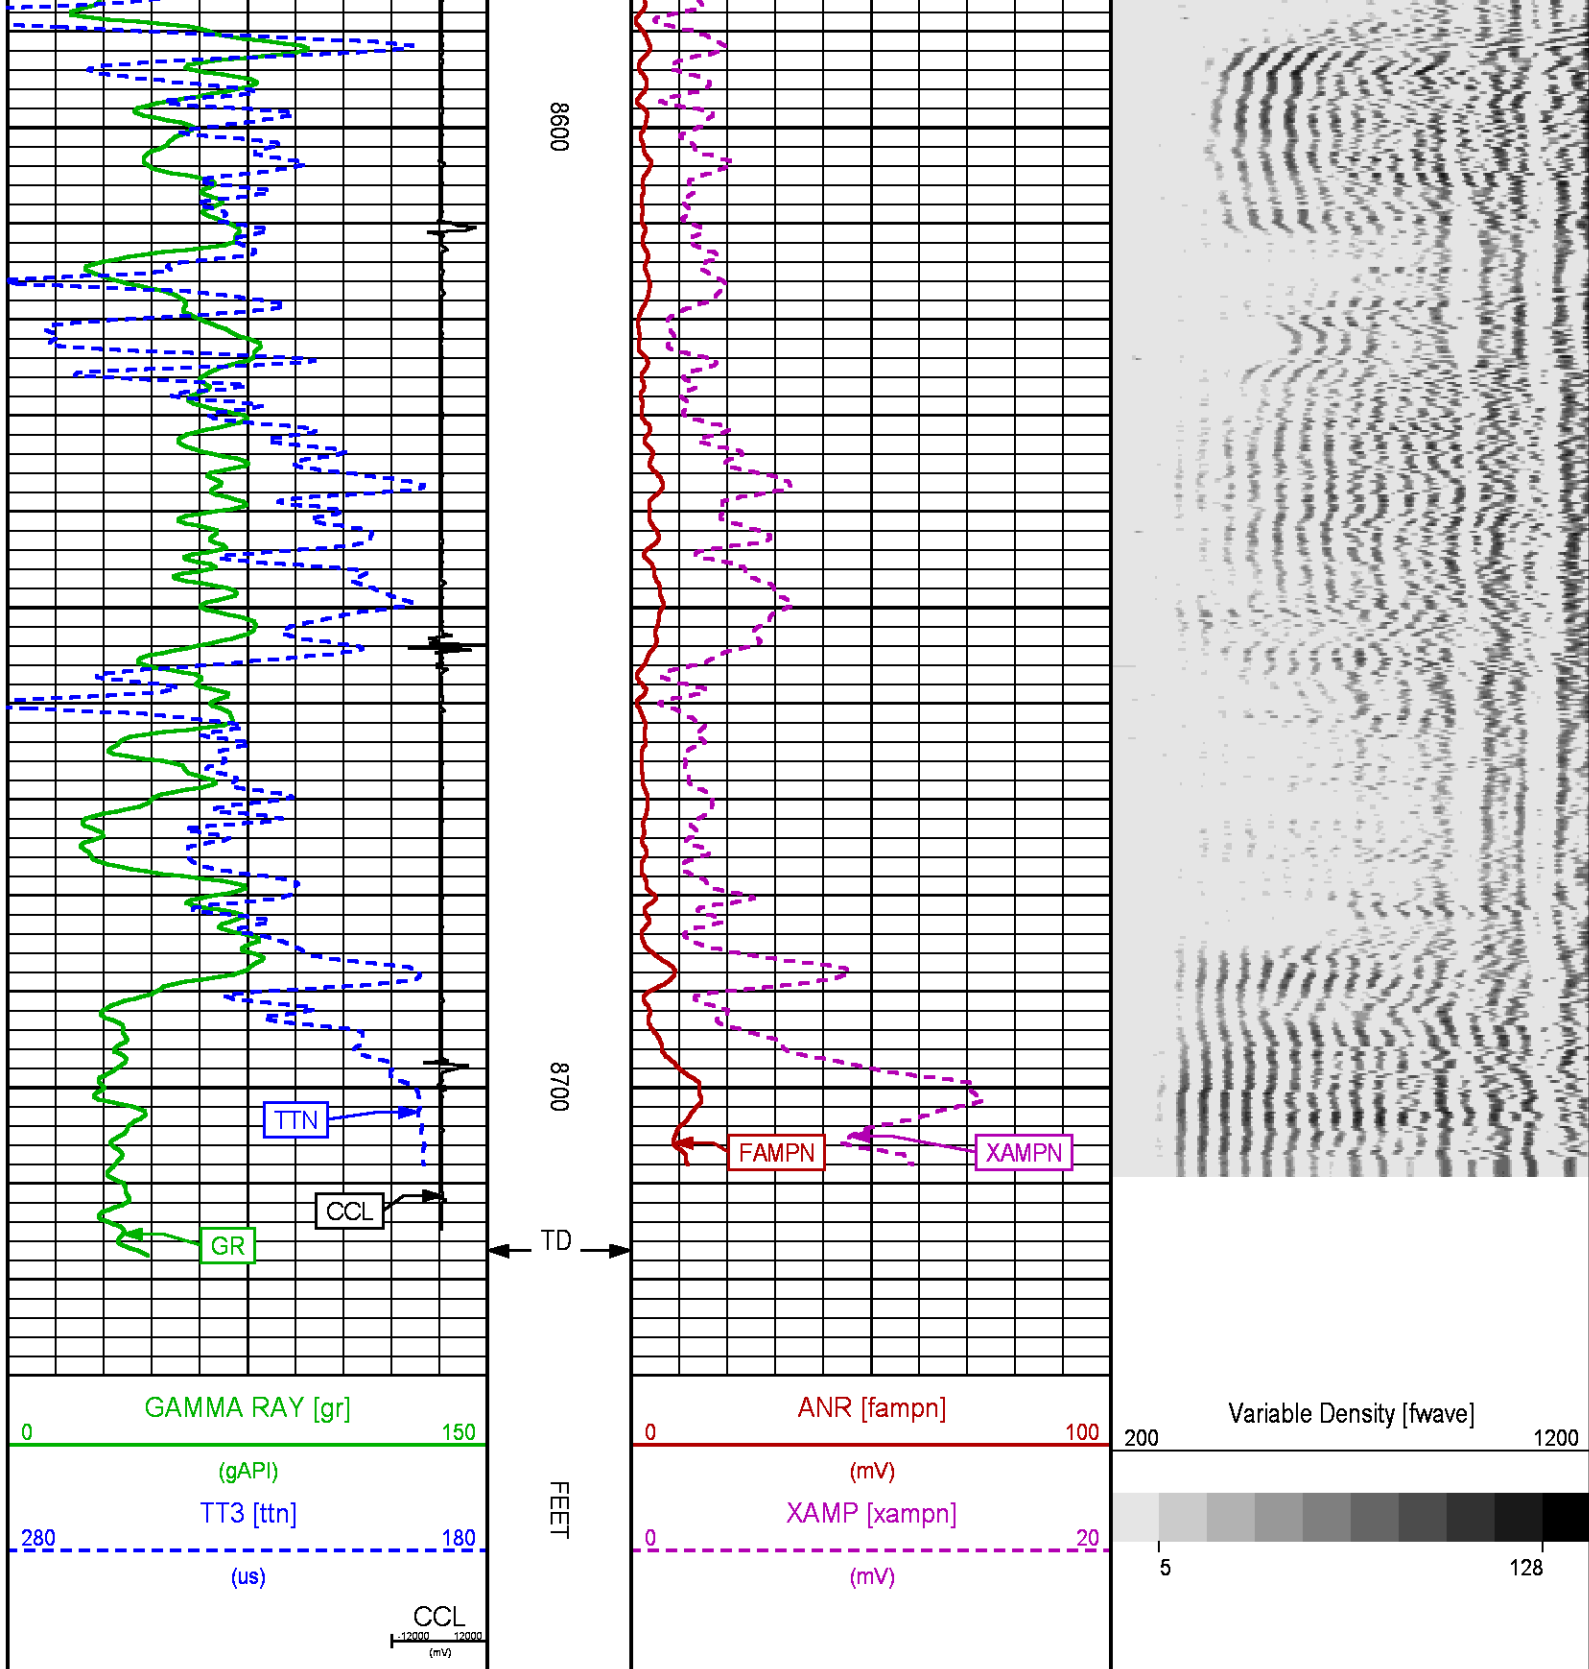 8600
8700
TTN
FAMPN
XAMPN
CCL
GR
TD
GAMMA RAY [gr]
0 150
(gAPI)
TT3 [ttn]
280 180
(us)
CCL
-12000 12000
(mV)
FEET
ANR [fampn]
0 100
(mV)
XAMP [xampn]
0 20
(mV)
Variable Density [fwave]
200 1200
5 128